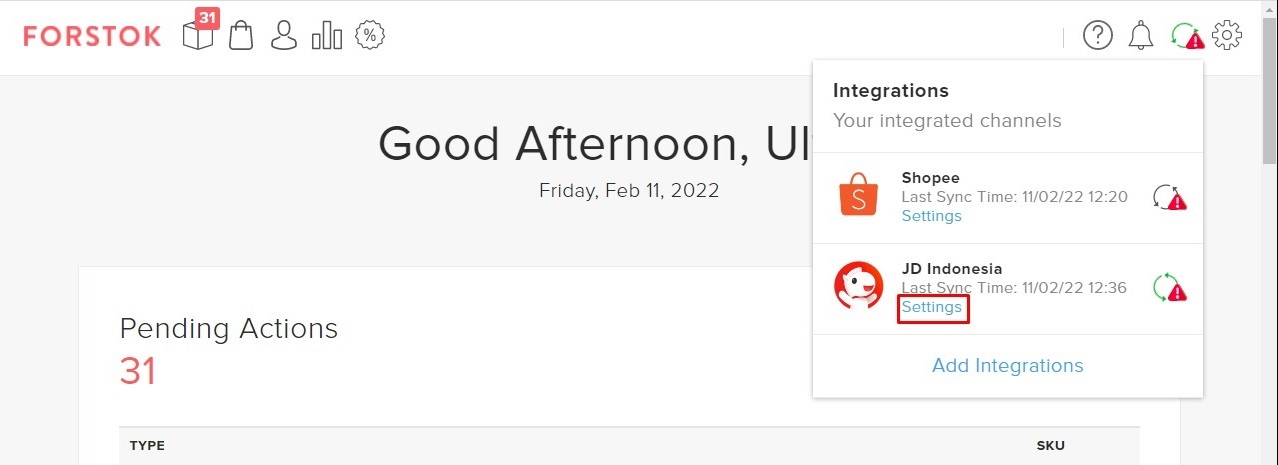 FORSTOK
31
%
?
Integrations
Your integrated channels
Good Afternoon, Ul
Friday, Feb 11, 2022
Shopee
Last Sync Time: 11/02/22 12:20
Settings
S
JD Indonesia
Last Sync Time: 11/02/22 12:36
Settings
Add Integrations
Pending Actions
31
TYPE
SKU